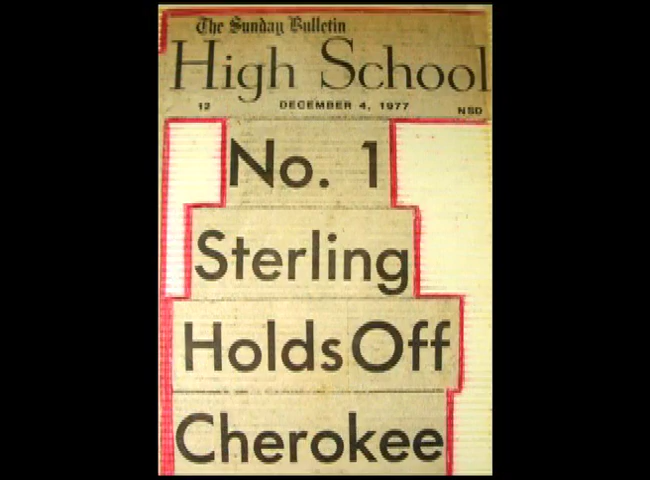 The Sunday Bulletin
High School
12 DECEMBER 4, 1977 NSD
No. 1
Sterling
Holds Off
Cherokee